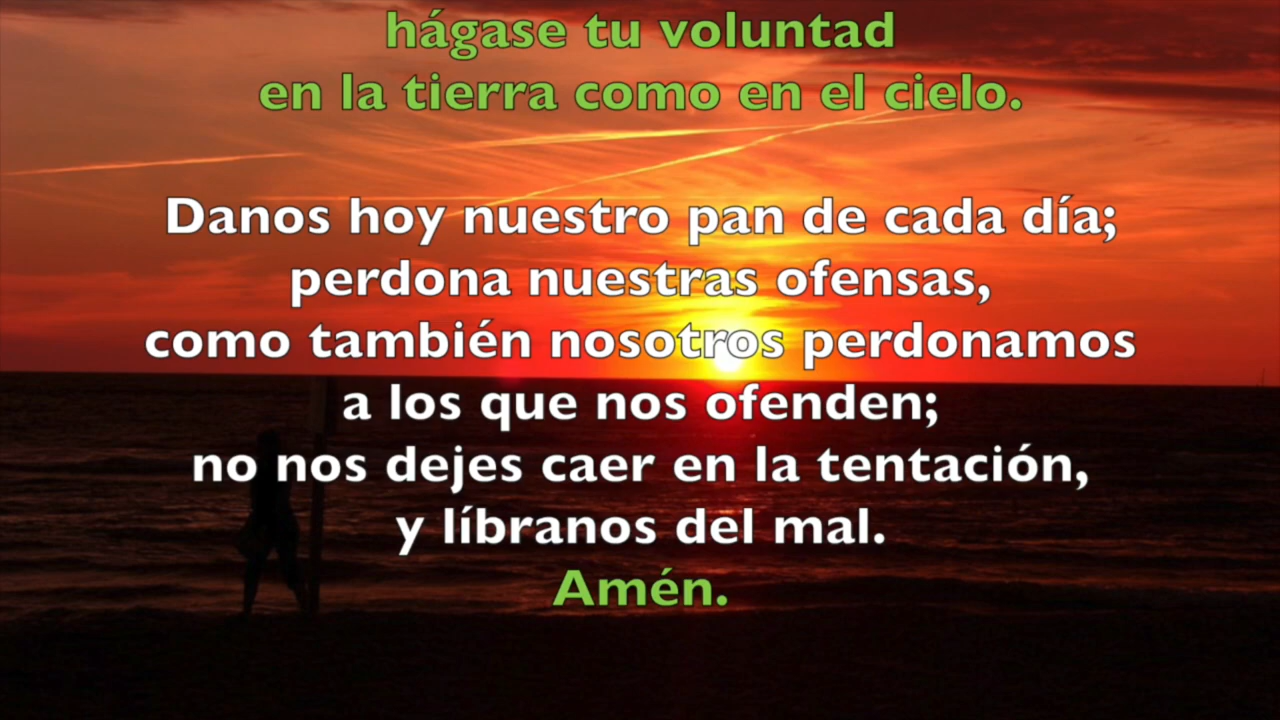 hágase tu voluntad
en la tierra como en el cielo.
Danos hoy nuestro pan de cada día;
perdona nuestras ofensas,
como también nosotros perdonamos
a los que nos ofenden;
no nos dejes caer en la tentación,
y líbranos del mal.
Amén.